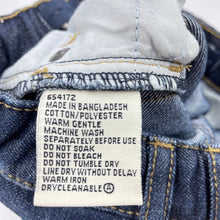 654172
MADE IN BANGLADESH
COTTON/POLYESTER
WARM GENTLE
MACHINE WASH
SEPARATELY BEFORE USE
DO NOT SOAK
DO NOT BLEACH
DO NOT TUMBLE DRY
LINE DRY WITHOUT DELAY
WARM IRON
DRYCLEANABLE Ⓐ